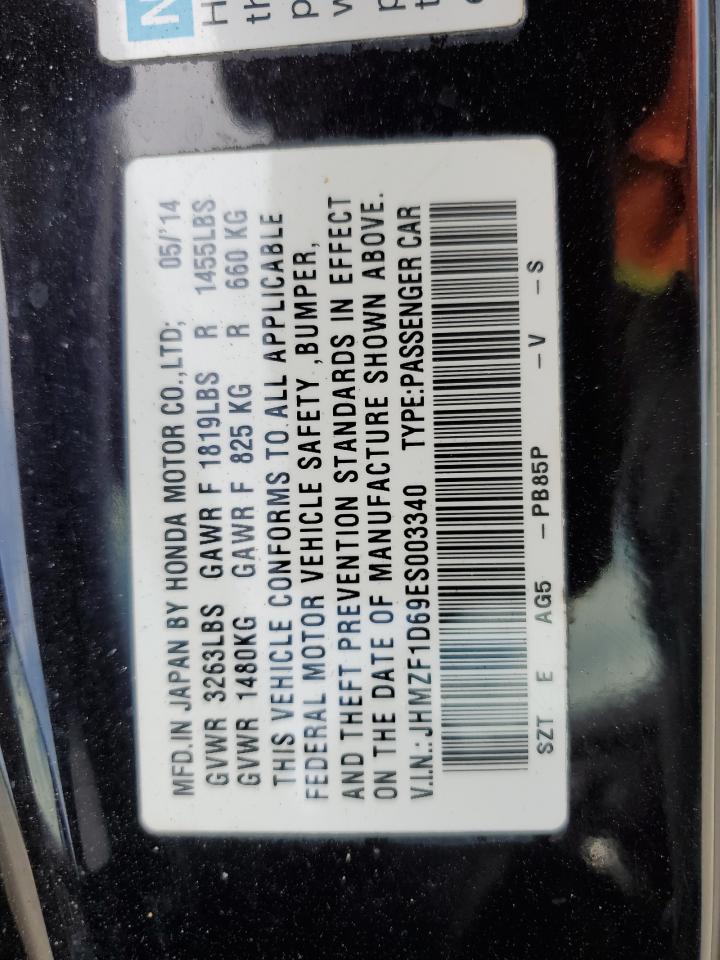 MFD.IN JAPAN BY HONDA MOTOR CO.,LTD; 05/'14
GVWR 3263LBS GAWR F 1819LBS R 1455LBS
GVWR 1480KG GAWR F 825 KG R 660 KG
THIS VEHICLE CONFORMS TO ALL APPLICABLE
FEDERAL MOTOR VEHICLE SAFETY ,BUMPER,
AND THEFT PREVENTION STANDARDS IN EFFECT
ON THE DATE OF MANUFACTURE SHOWN ABOVE.
V.I.N.: JHMZF1D69ES003340 TYPE:PASSENGER CAR
SZT E AG5 -PB85P -V -S